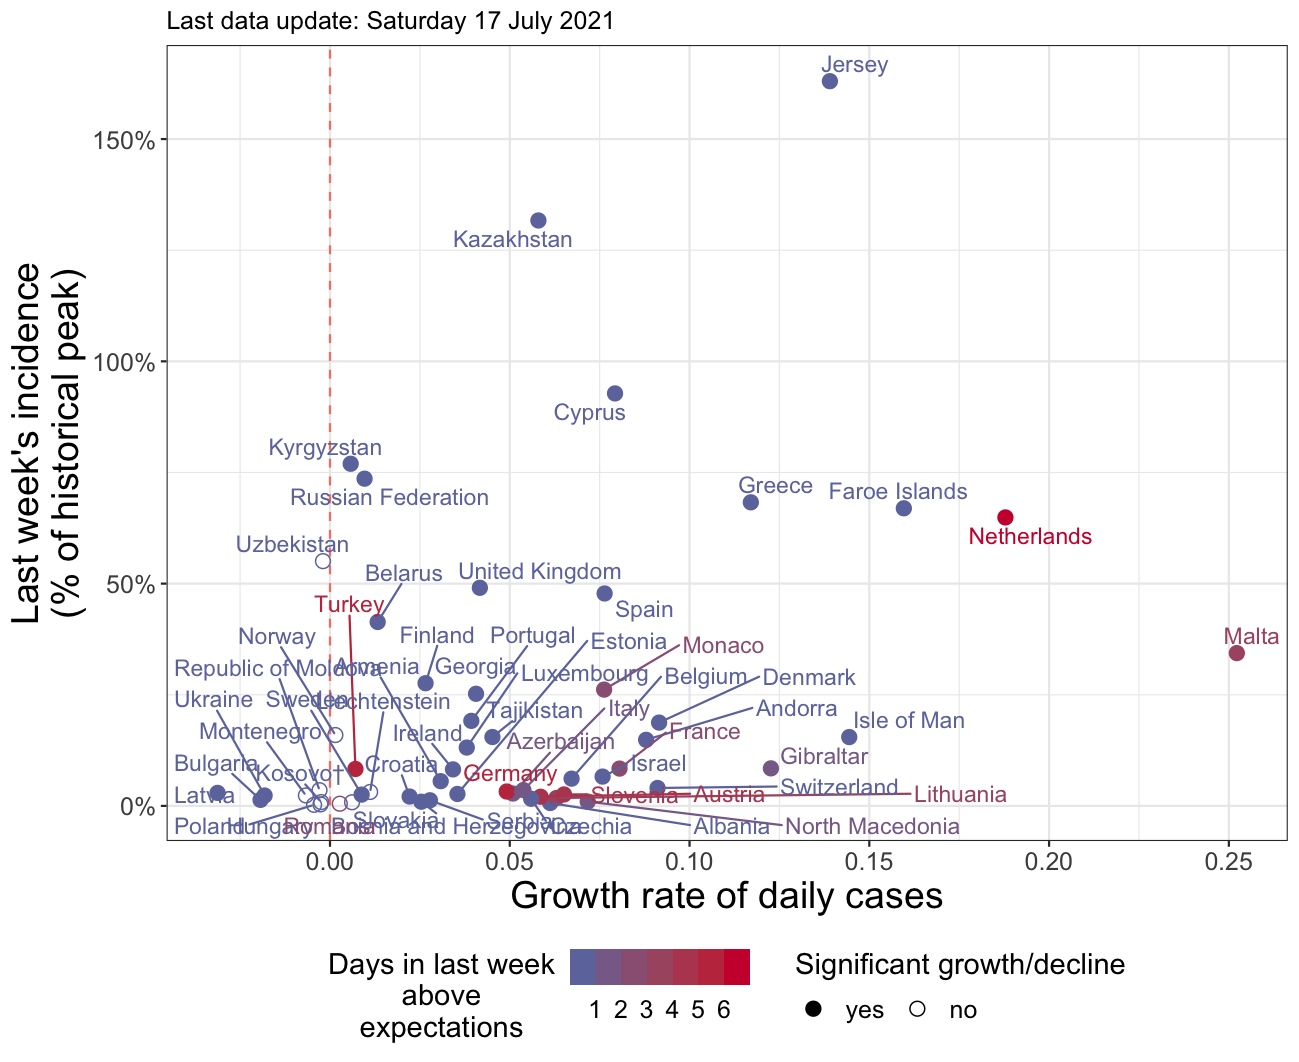 Last data update: Saturday 17 July 2021
Last week's incidence
(% of historical peak)
150%
100%
50%
0%
Jersey
Kazakhstan
Cyprus
Kyrgyzstan
Russian Federation
Greece
Faroe Islands
Netherlands
Uzbekistan
Belarus
United Kingdom
Turkey
Spain
Norway
Finland
Portugal
Estonia
Monaco
Malta
Republic of Moldova
Armenia
Georgia
Luxembourg
Belgium
Denmark
Ukraine
Sweden
Liechtenstein
Tajikistan
Italy
Andorra
Montenegro
Ireland
Azerbaijan
France
Isle of Man
Bulgaria
Kosovo†
Croatia
Germany
Israel
Gibraltar
Latvia
Slovenia
Austria
Switzerland
Lithuania
Poland
Hungary
Romania
Slovakia
Bosnia and Herzegovina
Serbia
Czechia
Albania
North Macedonia
0.00
0.05
0.10
0.15
0.20
0.25
Growth rate of daily cases
Days in last week
above
expectations
1 2 3 4 5 6
Significant growth/decline
yes
no